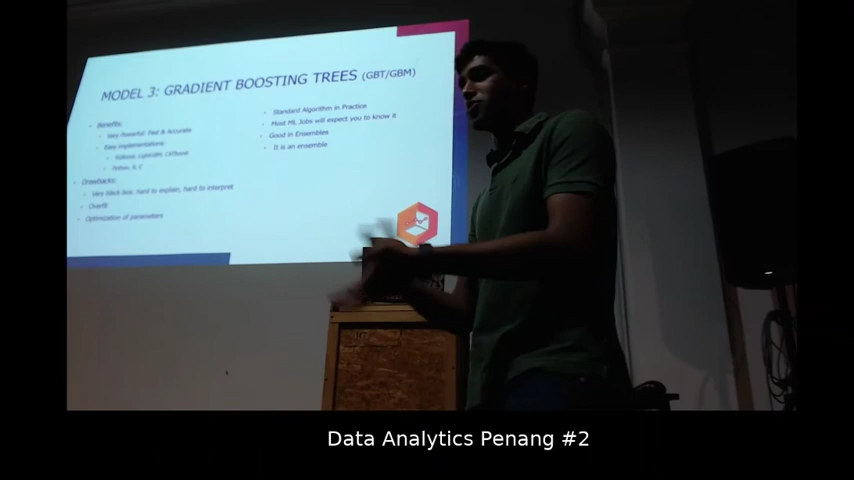 MODEL 3: GRADIENT BOOSTING TREES (GBT/GBM)
Benefits:
Very Powerful: Fast & Accurate
Easy implementations:
XGBoost, LightGBM, CATboost
Python, R, C
Drawbacks:
Very black box; hard to explain, hard to interpret
Overfit
Optimization of parameters
Standard Algorithm in Practice
Most ML Jobs will expect you to know it
Good in Ensembles
It is an ensemble
Data Analytics Penang #2